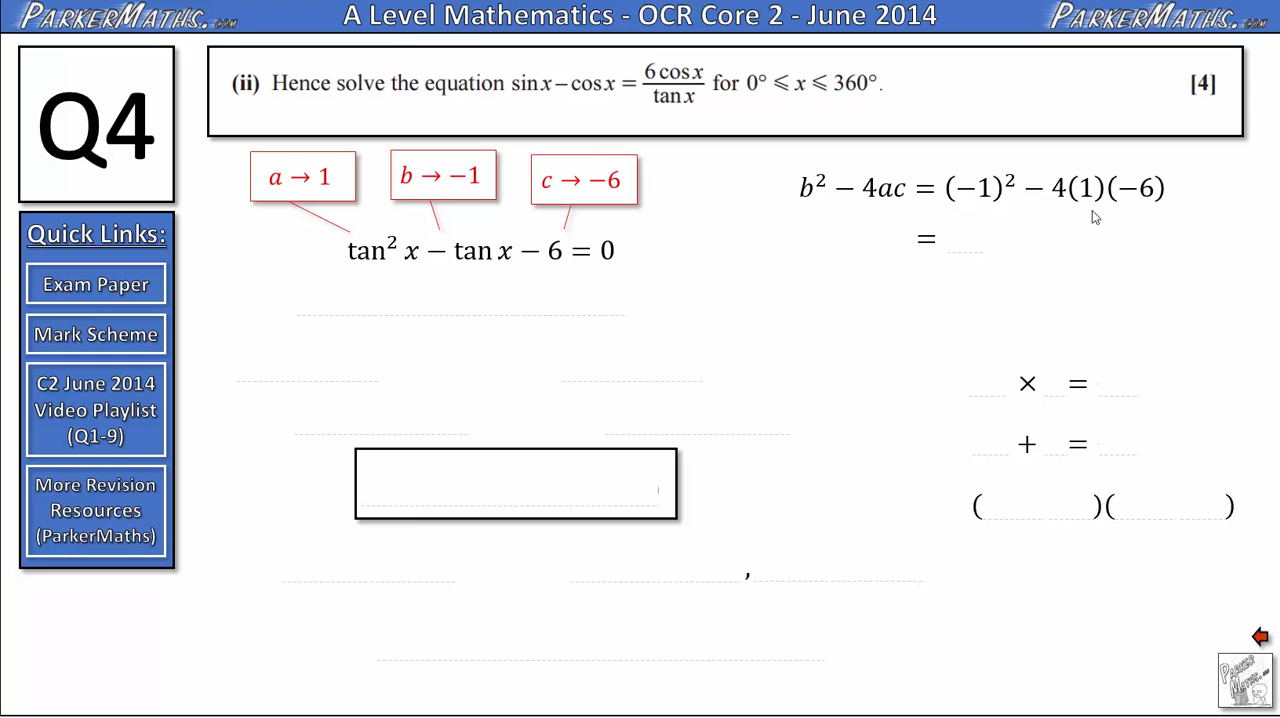 ParkerMaths.com
A Level Mathematics - OCR Core 2 - June 2014
ParkerMaths.com
Q4
(ii) Hence solve the equation sin x − cos x = 6 cos x / tan x for 0° ⩽ x ⩽ 360°. [4]
a → 1
b → −1
c → −6
tan² x − tan x − 6 = 0
b² − 4ac = (−1)² − 4(1)(−6)
=
× =
+ =
( )( )
,
Quick Links:
Exam Paper
Mark Scheme
C2 June 2014
Video Playlist
(Q1-9)
More Revision
Resources
(ParkerMaths)
Parker
Maths.com